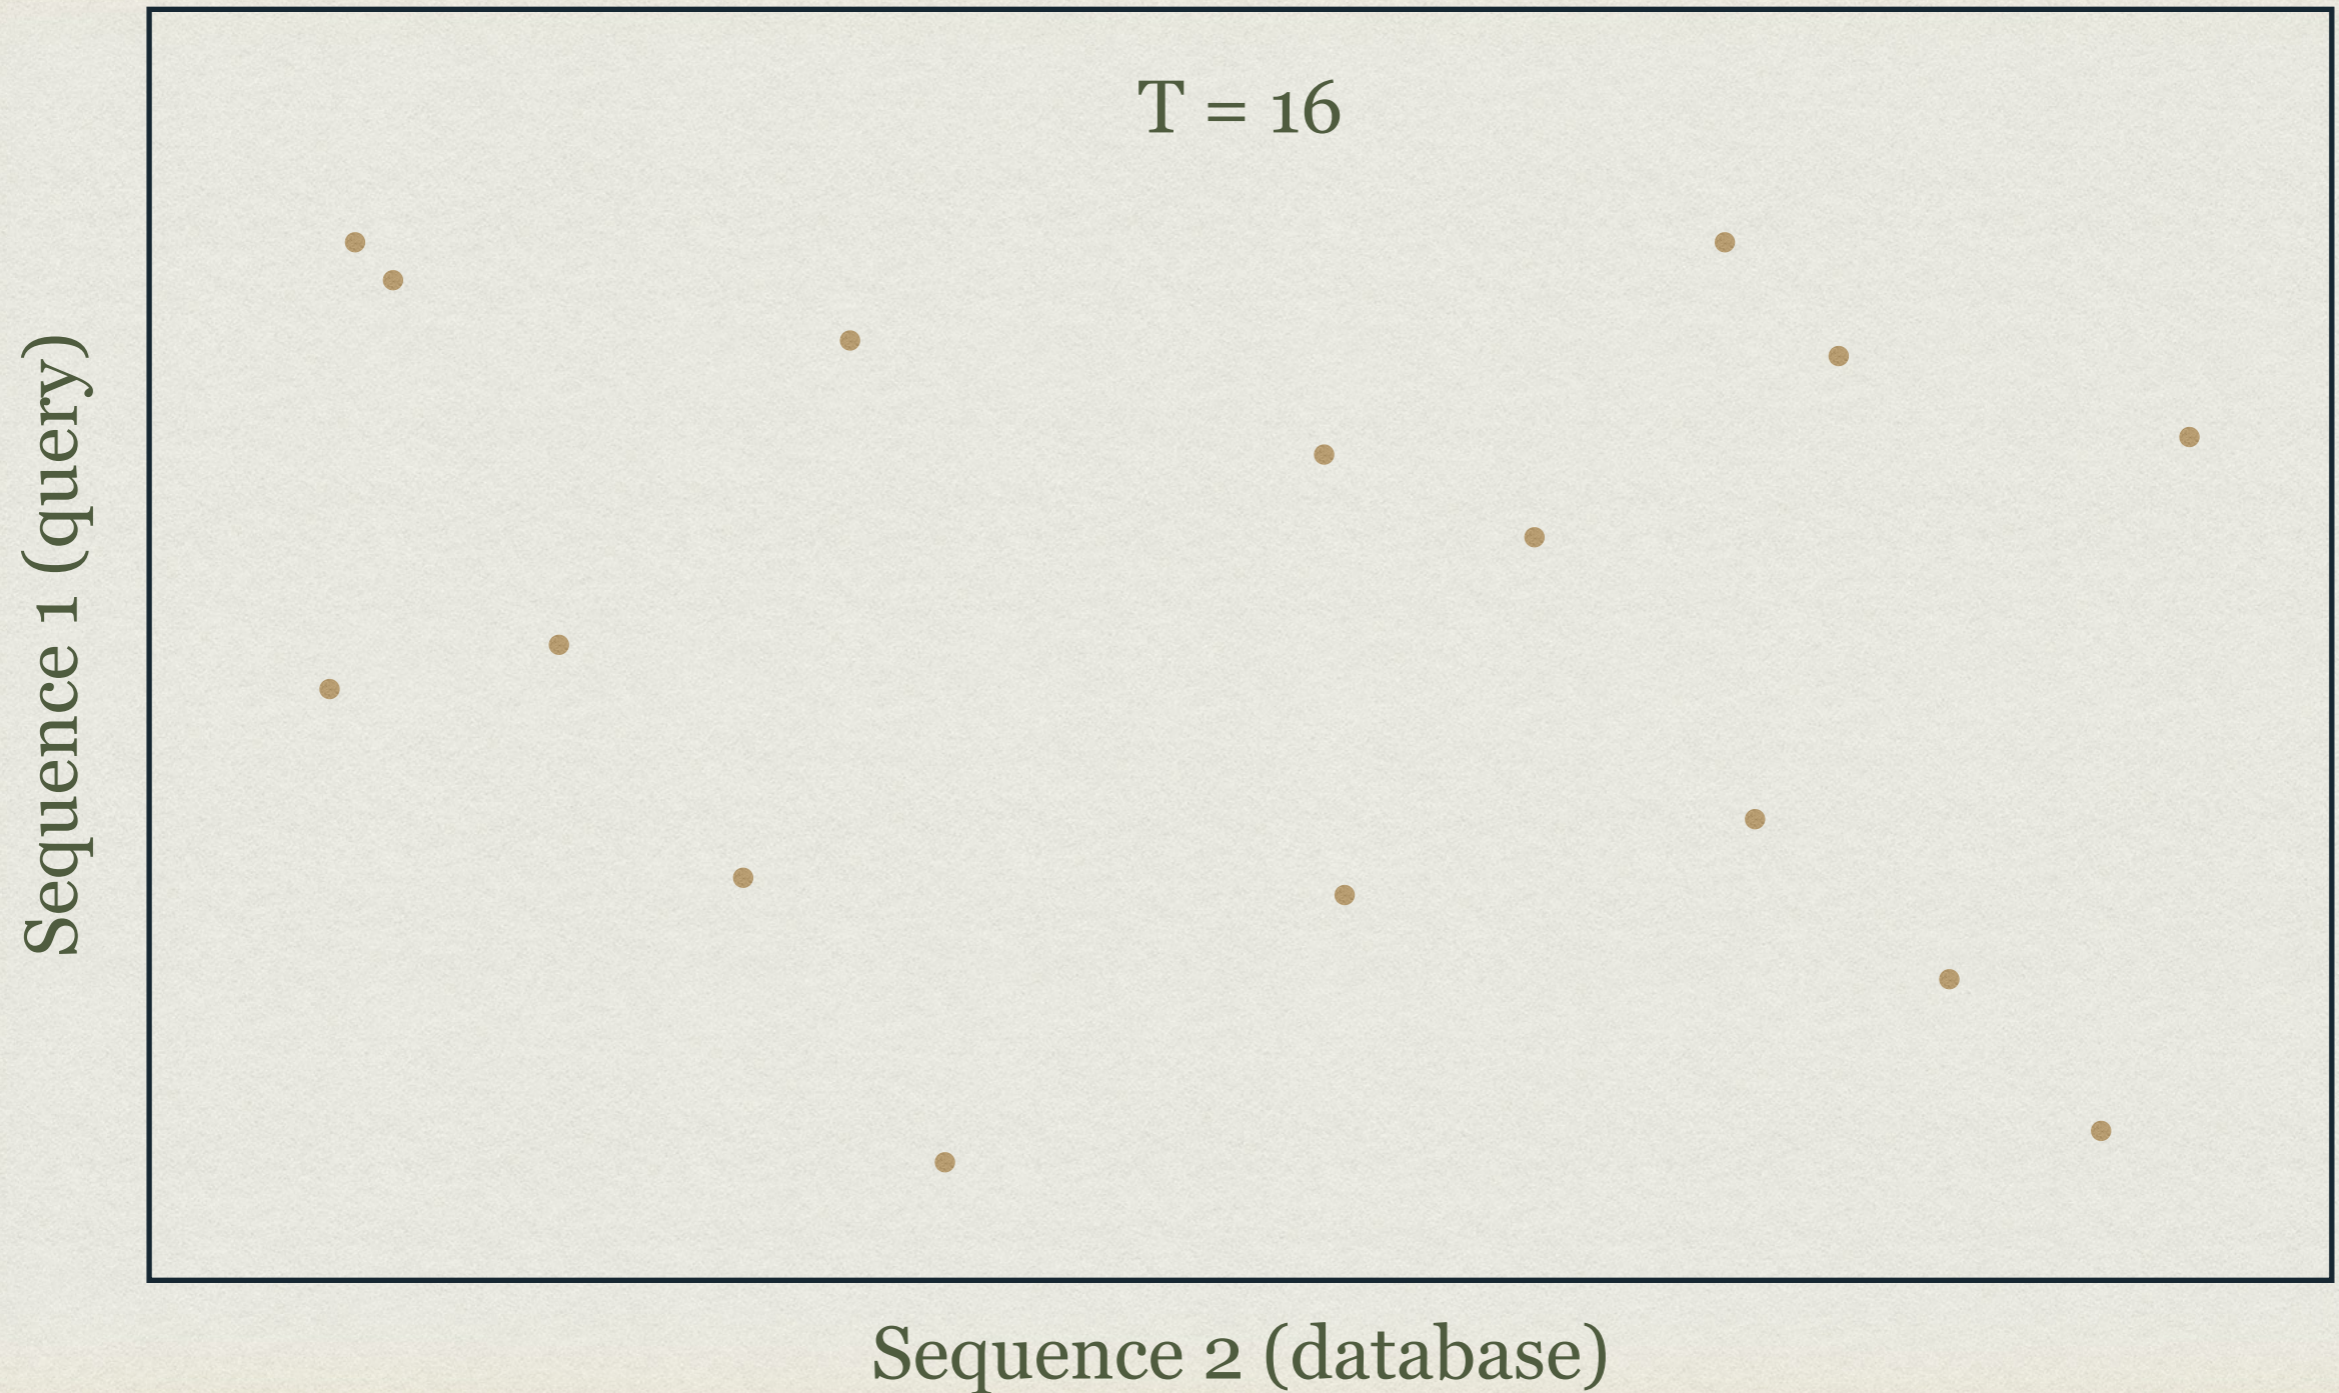 T = 16
Sequence 1 (query)
Sequence 2 (database)